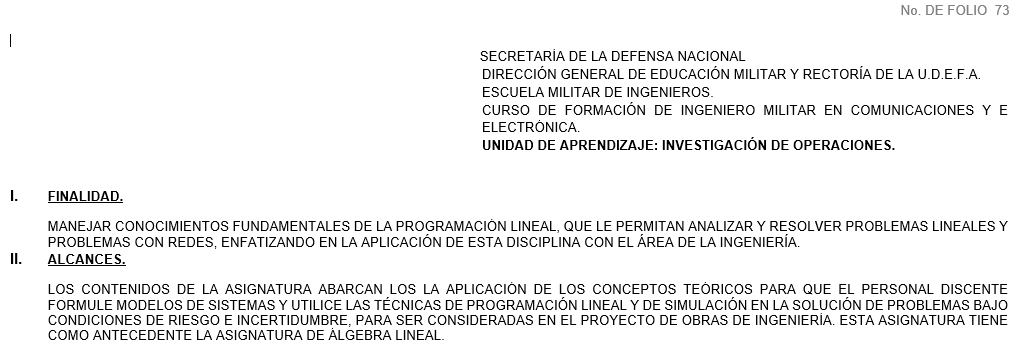 No. DE FOLIO 73
SECRETARÍA DE LA DEFENSA NACIONAL
DIRECCIÓN GENERAL DE EDUCACIÓN MILITAR Y RECTORÍA DE LA U.D.E.F.A.
ESCUELA MILITAR DE INGENIEROS.
CURSO DE FORMACIÓN DE INGENIERO MILITAR EN COMUNICACIONES Y E
ELECTRÓNICA.
UNIDAD DE APRENDIZAJE: INVESTIGACIÓN DE OPERACIONES.
I. FINALIDAD.
MANEJAR CONOCIMIENTOS FUNDAMENTALES DE LA PROGRAMACIÓN LINEAL, QUE LE PERMITAN ANALIZAR Y RESOLVER PROBLEMAS LINEALES Y
PROBLEMAS CON REDES, ENFATIZANDO EN LA APLICACIÓN DE ESTA DISCIPLINA CON EL ÁREA DE LA INGENIERÍA.
II. ALCANCES.
LOS CONTENIDOS DE LA ASIGNATURA ABARCAN LOS LA APLICACIÓN DE LOS CONCEPTOS TEÓRICOS PARA QUE EL PERSONAL DISCENTE
FORMULE MODELOS DE SISTEMAS Y UTILICE LAS TÉCNICAS DE PROGRAMACIÓN LINEAL Y DE SIMULACIÓN EN LA SOLUCIÓN DE PROBLEMAS BAJO
CONDICIONES DE RIESGO E INCERTIDUMBRE, PARA SER CONSIDERADAS EN EL PROYECTO DE OBRAS DE INGENIERÍA. ESTA ASIGNATURA TIENE
COMO ANTECEDENTE LA ASIGNATURA DE ÁLGEBRA LINEAL.